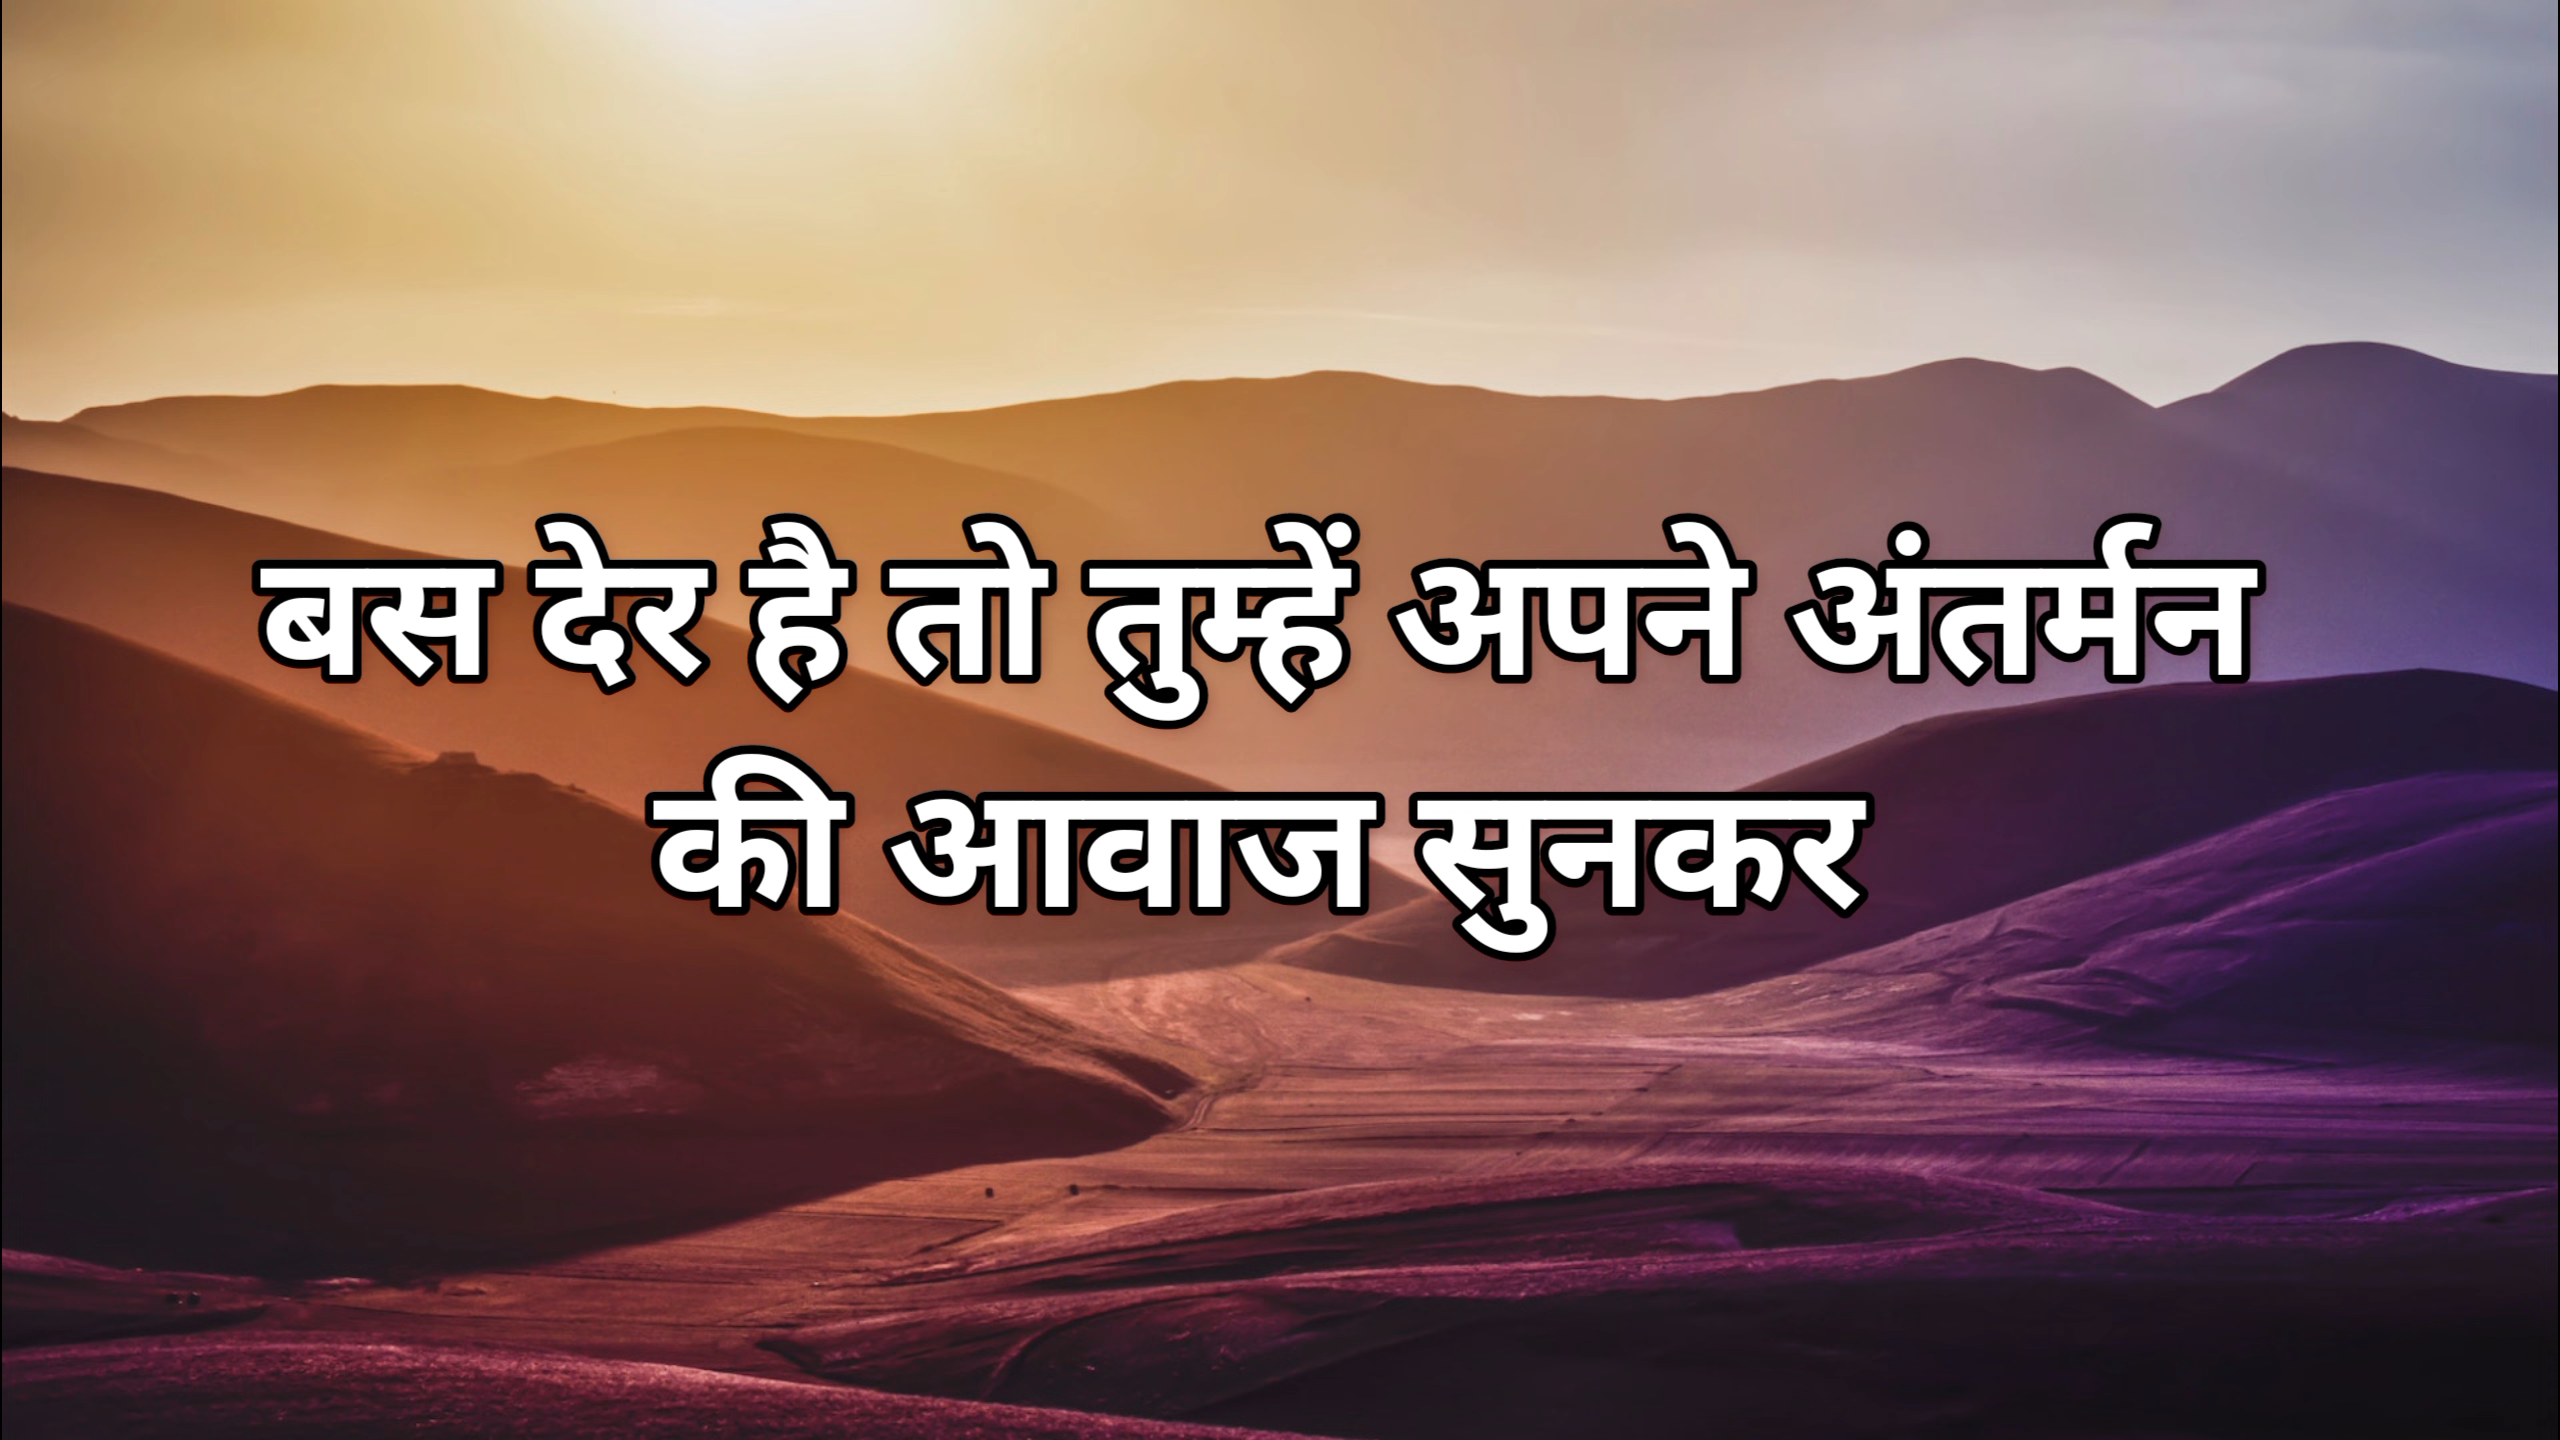 बस देर है तो तुम्हें अपने अंतर्मन
की आवाज सुनकर